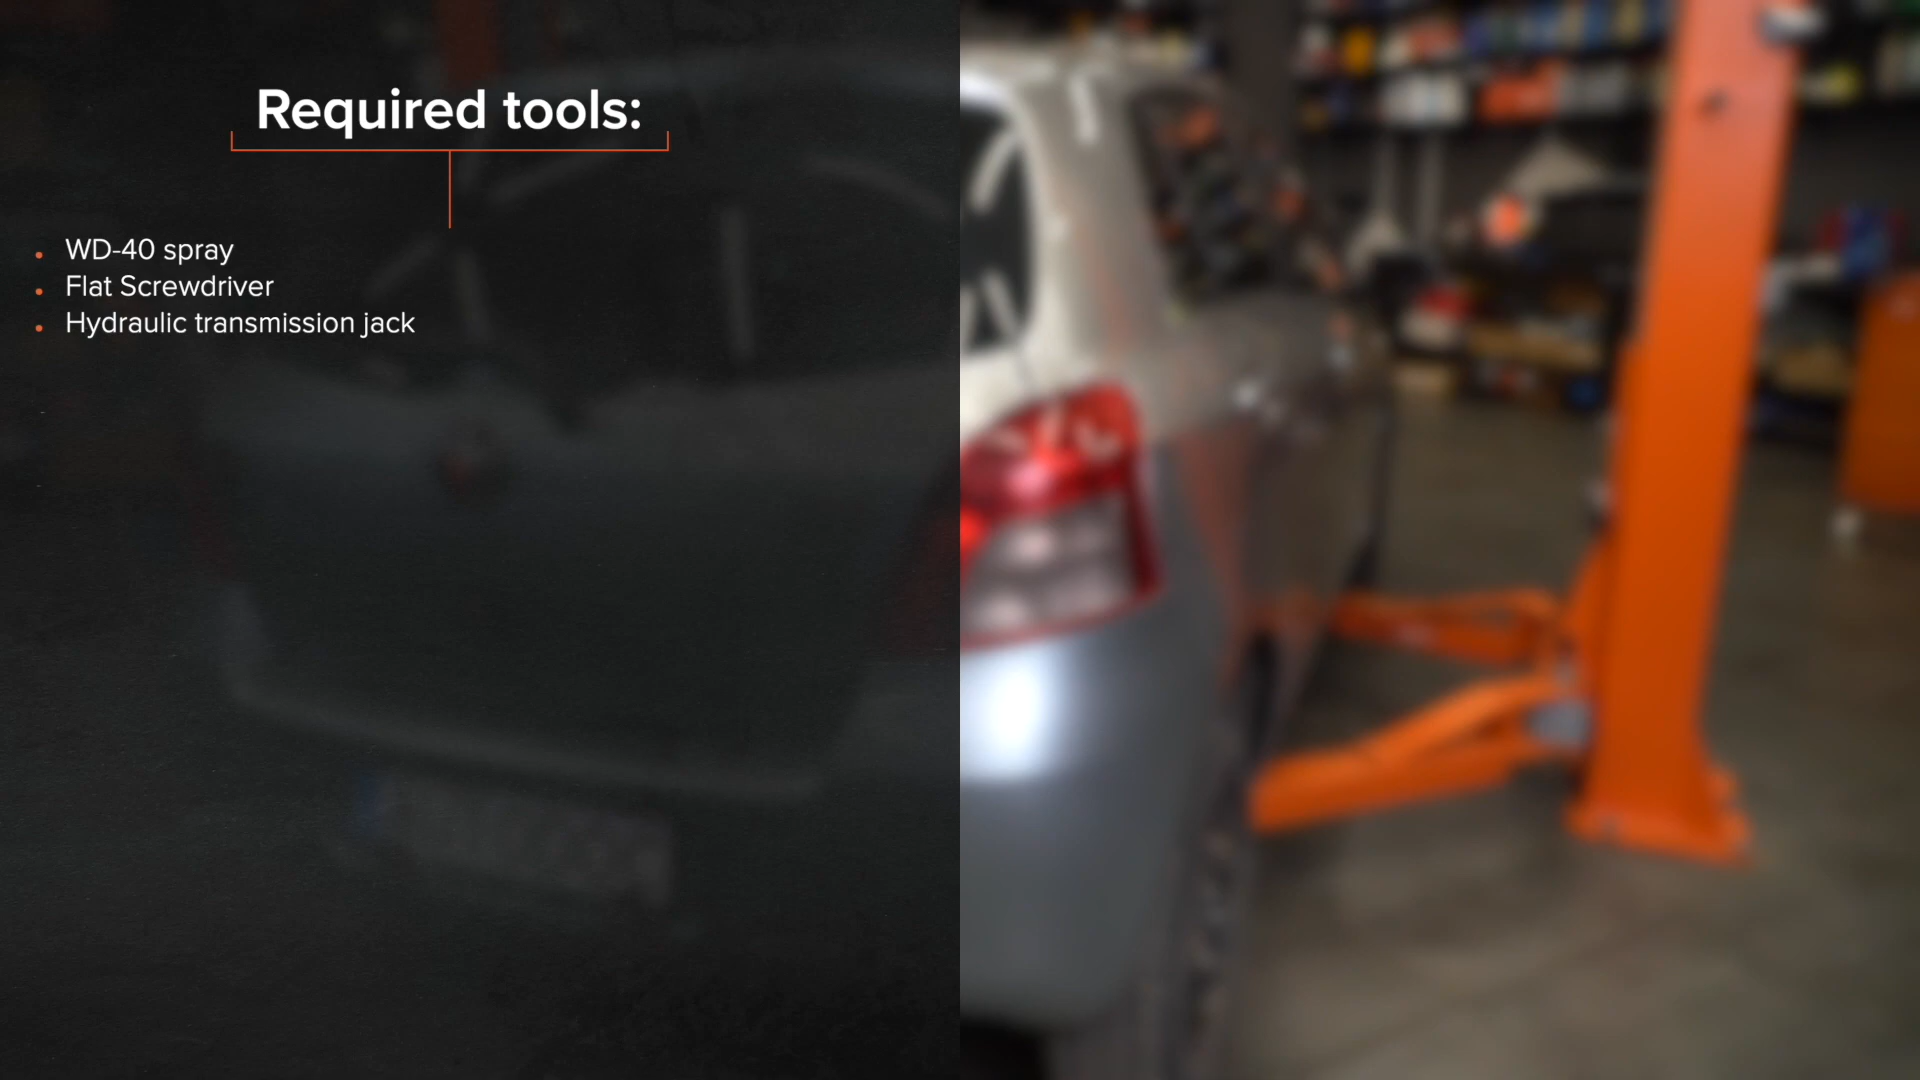 Required tools:
WD-40 spray
Flat Screwdriver
Hydraulic transmission jack